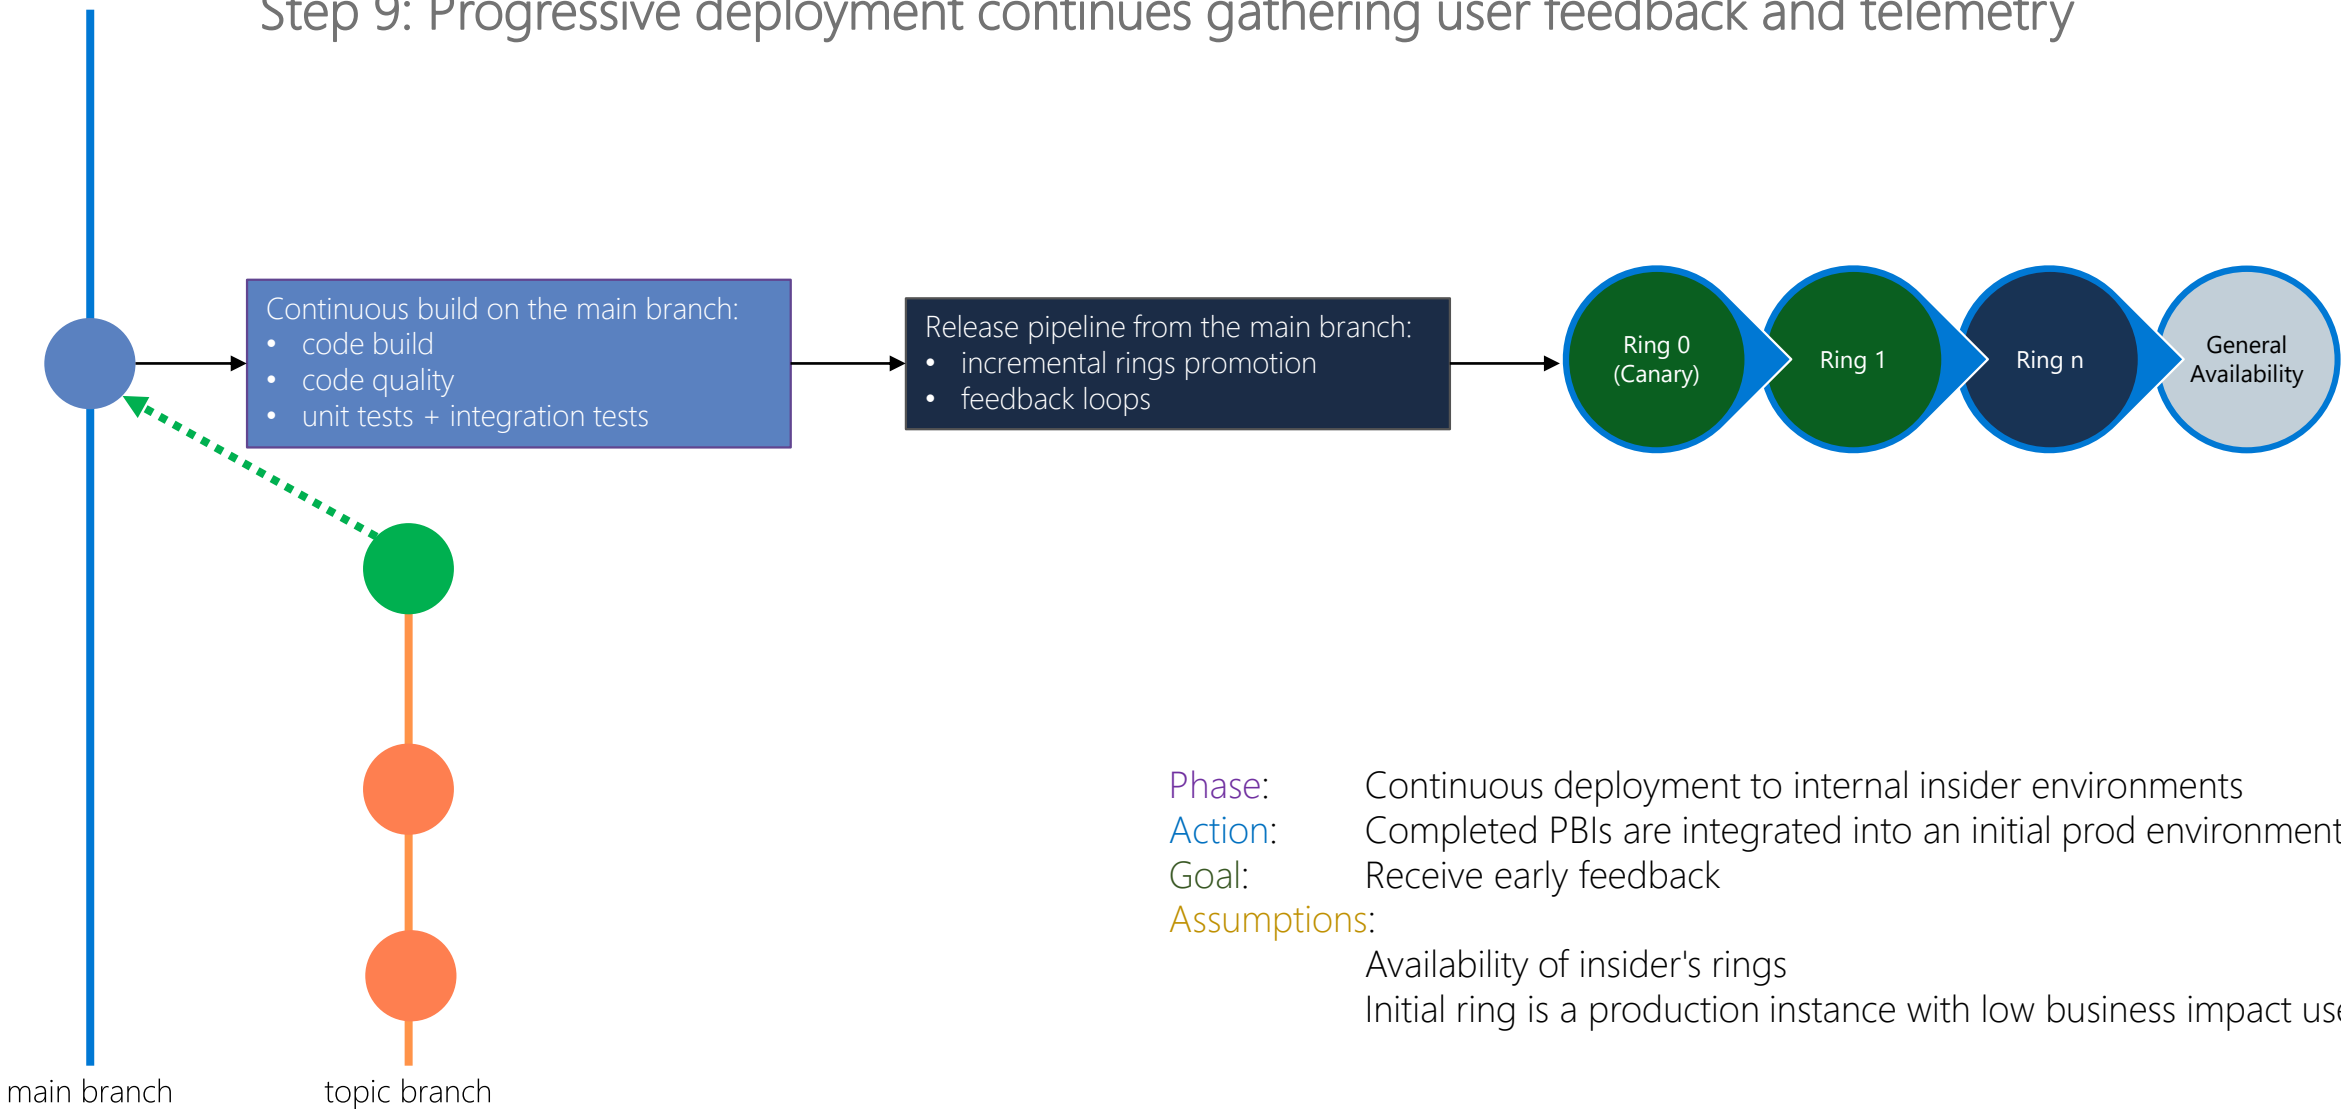 Step 9: Progressive deployment continues gathering user feedback and telemetry
Continuous build on the main branch:
• code build
• code quality
• unit tests + integration tests
Release pipeline from the main branch:
• incremental rings promotion
• feedback loops
Ring 0
(Canary)
Ring 1
Ring n
General
Availability
Phase: Continuous deployment to internal insider environments
Action: Completed PBIs are integrated into an initial prod environment
Goal: Receive early feedback
Assumptions:
Availability of insider's rings
Initial ring is a production instance with low business impact
main branch
topic branch